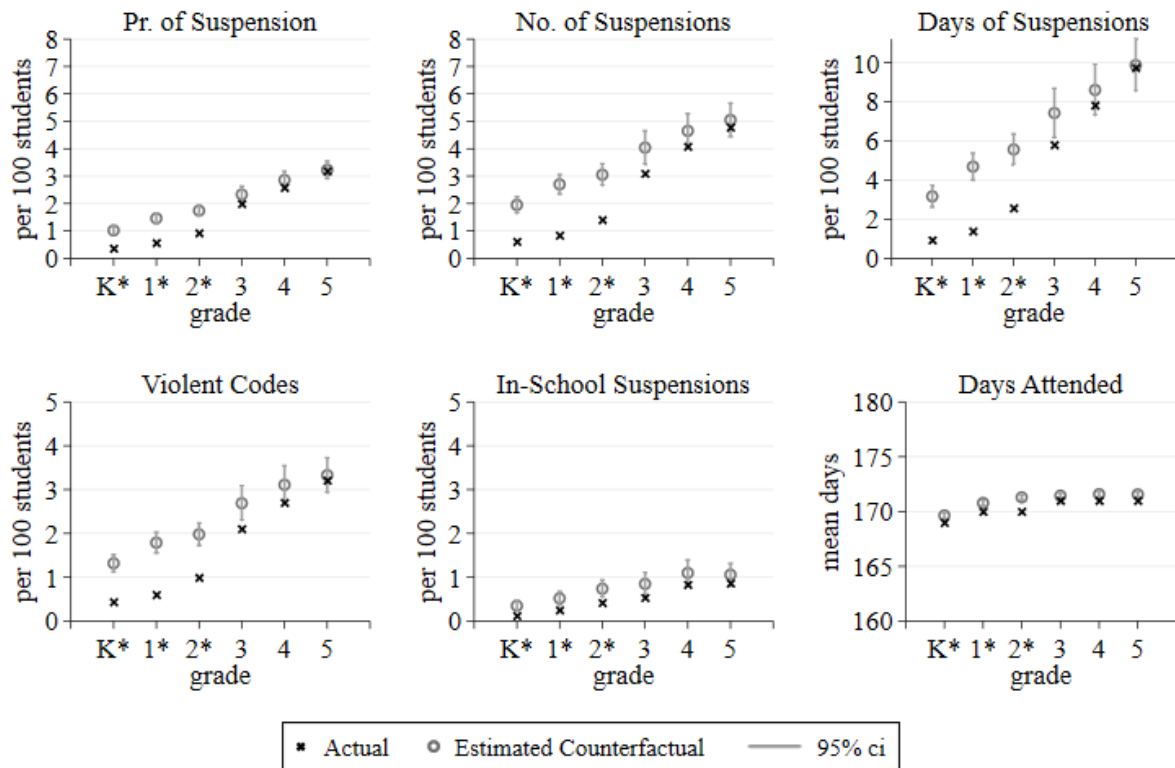 Pr. of Suspension
8
7
6
5
4
3
2
1
0
per 100 students
K* 1* 2* 3 4 5
grade
No. of Suspensions
8
7
6
5
4
3
2
1
0
per 100 students
K* 1* 2* 3 4 5
grade
Days of Suspensions
10
8
6
4
2
0
per 100 students
K* 1* 2* 3 4 5
grade
Violent Codes
5
4
3
2
1
0
per 100 students
K* 1* 2* 3 4 5
grade
In-School Suspensions
5
4
3
2
1
0
per 100 students
K* 1* 2* 3 4 5
grade
Days Attended
180
175
170
165
160
mean days
K* 1* 2* 3 4 5
grade
Actual Estimated Counterfactual 95% ci